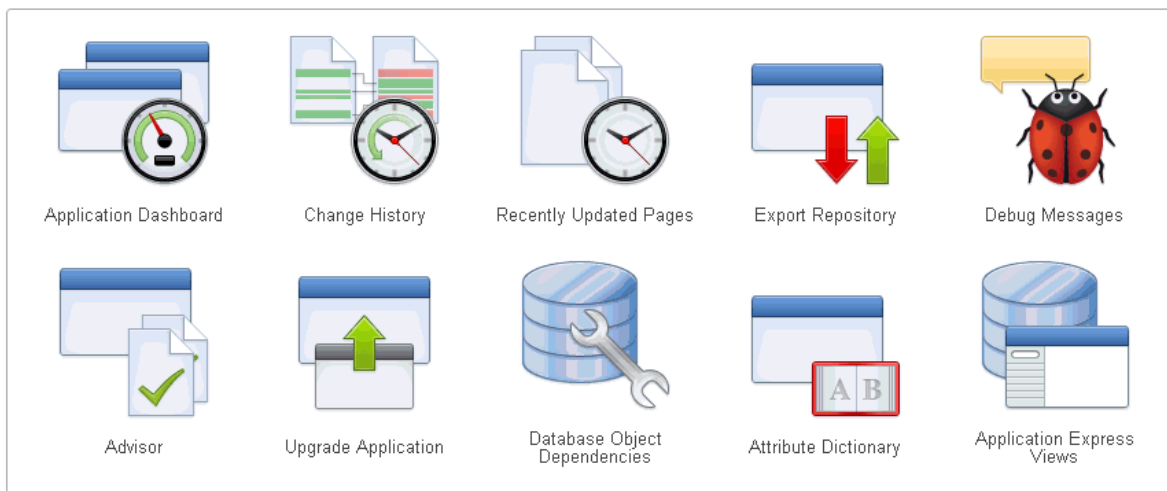 Application Dashboard
Change History
Recently Updated Pages
Export Repository
Debug Messages
A B
Advisor
Upgrade Application
Database Object
Dependencies
Attribute Dictionary
Application Express
Views